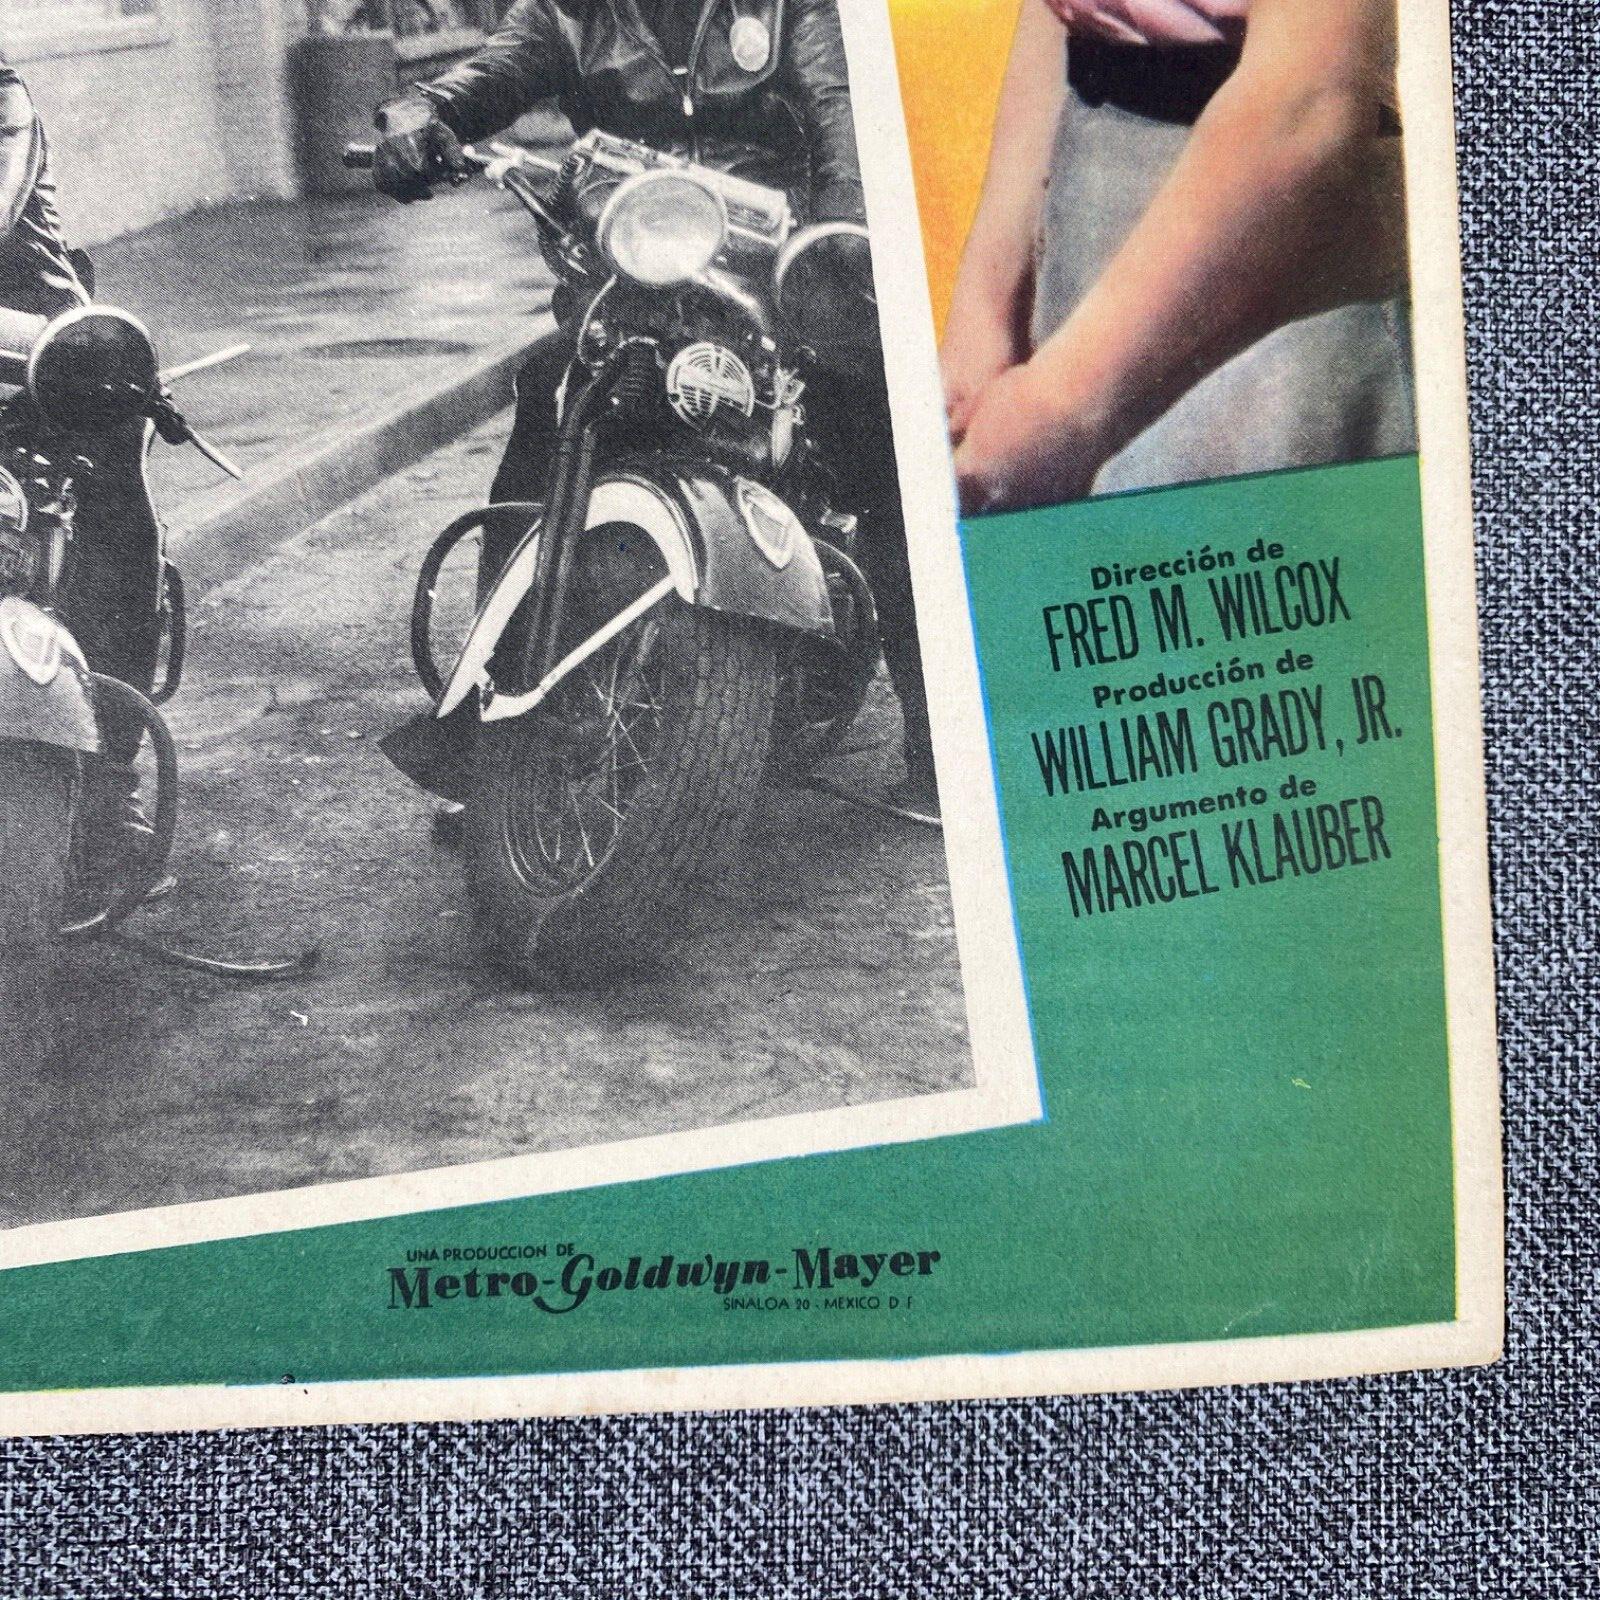 Dirección de
FRED M. WILCOX
Producción de
WILLIAM GRADY, JR.
Argumento de
MARCEL KLAUBER
UNA PRODUCCION DE
Metro-Goldwyn-Mayer
SINALOA 20 - MEXICO D F